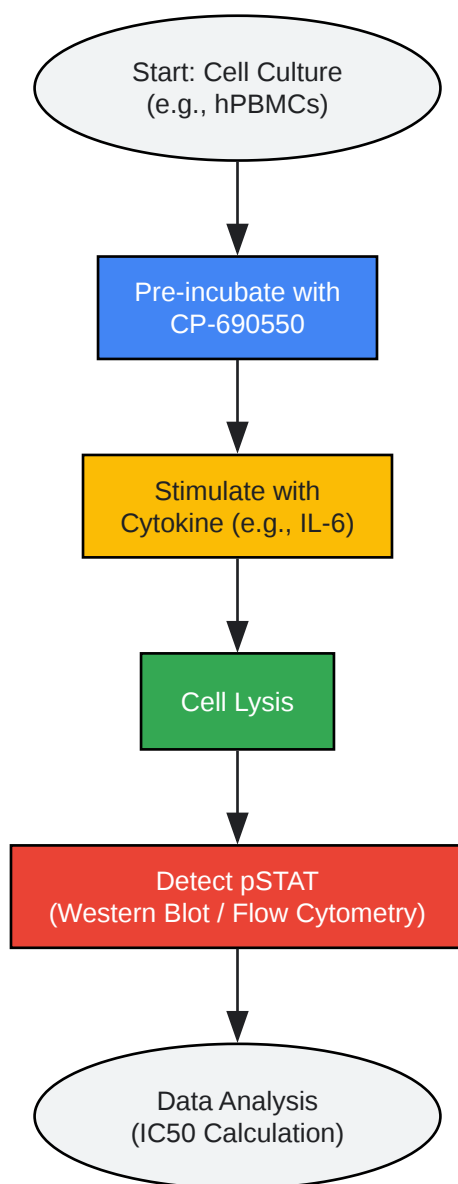 Start: Cell Culture
(e.g., hPBMCs)
Pre-incubate with
CP-690550
Stimulate with
Cytokine (e.g., IL-6)
Cell Lysis
Detect pSTAT
(Western Blot / Flow Cytometry)
Data Analysis
(IC50 Calculation)